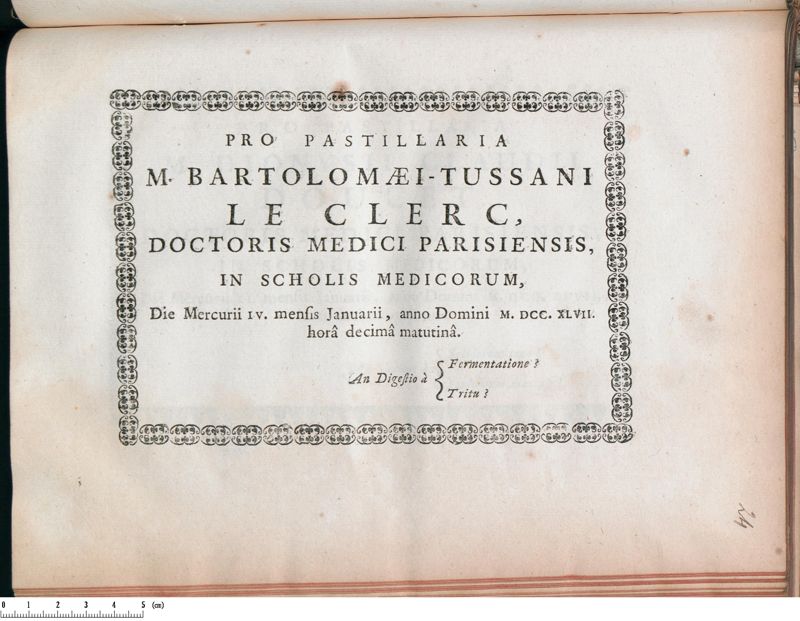 PRO PASTILLARIA
M. BARTOLOMÆI-TUSSANI
LE CLERC,
DOCTORIS MEDICI PARISIENSIS,
IN SCHOLIS MEDICORUM,
Die Mercurii IV. mensis Januarii, anno Domini M. DCC. XLVII.
horâ decimâ matutinâ.
An Digestio à { Fermentatione ?
Tritu ?
24
0 1 2 3 4 5 (cm)